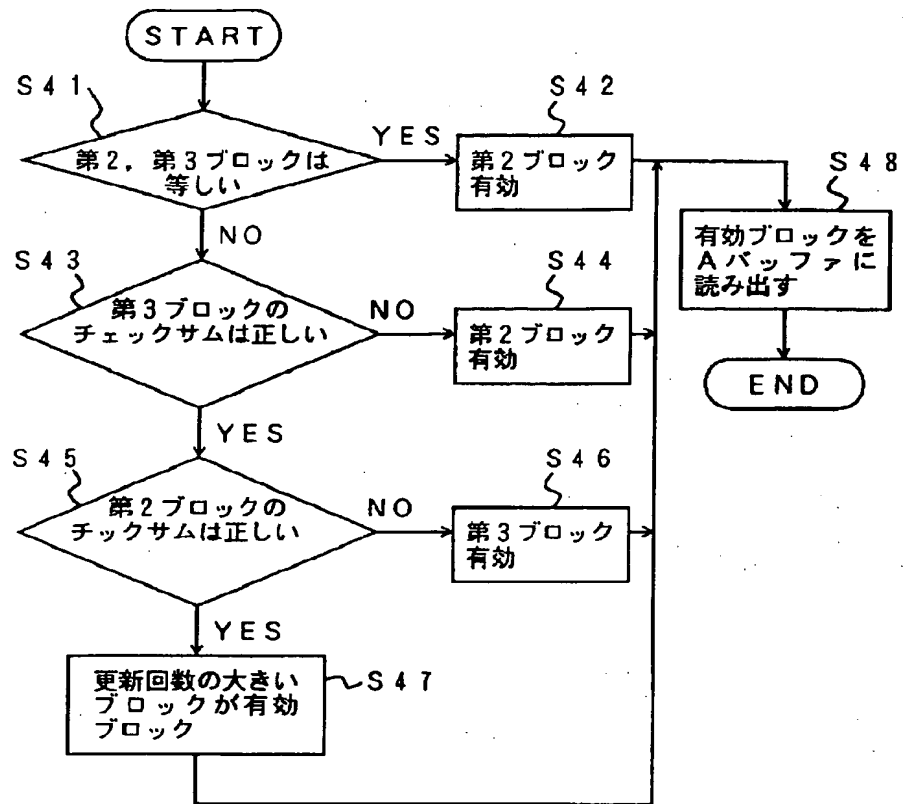 START
S41
第2,第3ブロックは
等しい
YES
S42
第2ブロック
有効
S48
有効ブロックを
Aバッファに
読み出す
END
NO
S43
第3ブロックの
チェックサムは正しい
NO
S44
第2ブロック
有効
YES
S45
第2ブロックの
チックサムは正しい
NO
S46
第3ブロック
有効
YES
更新回数の大きい
ブロックが有効
ブロック
S47